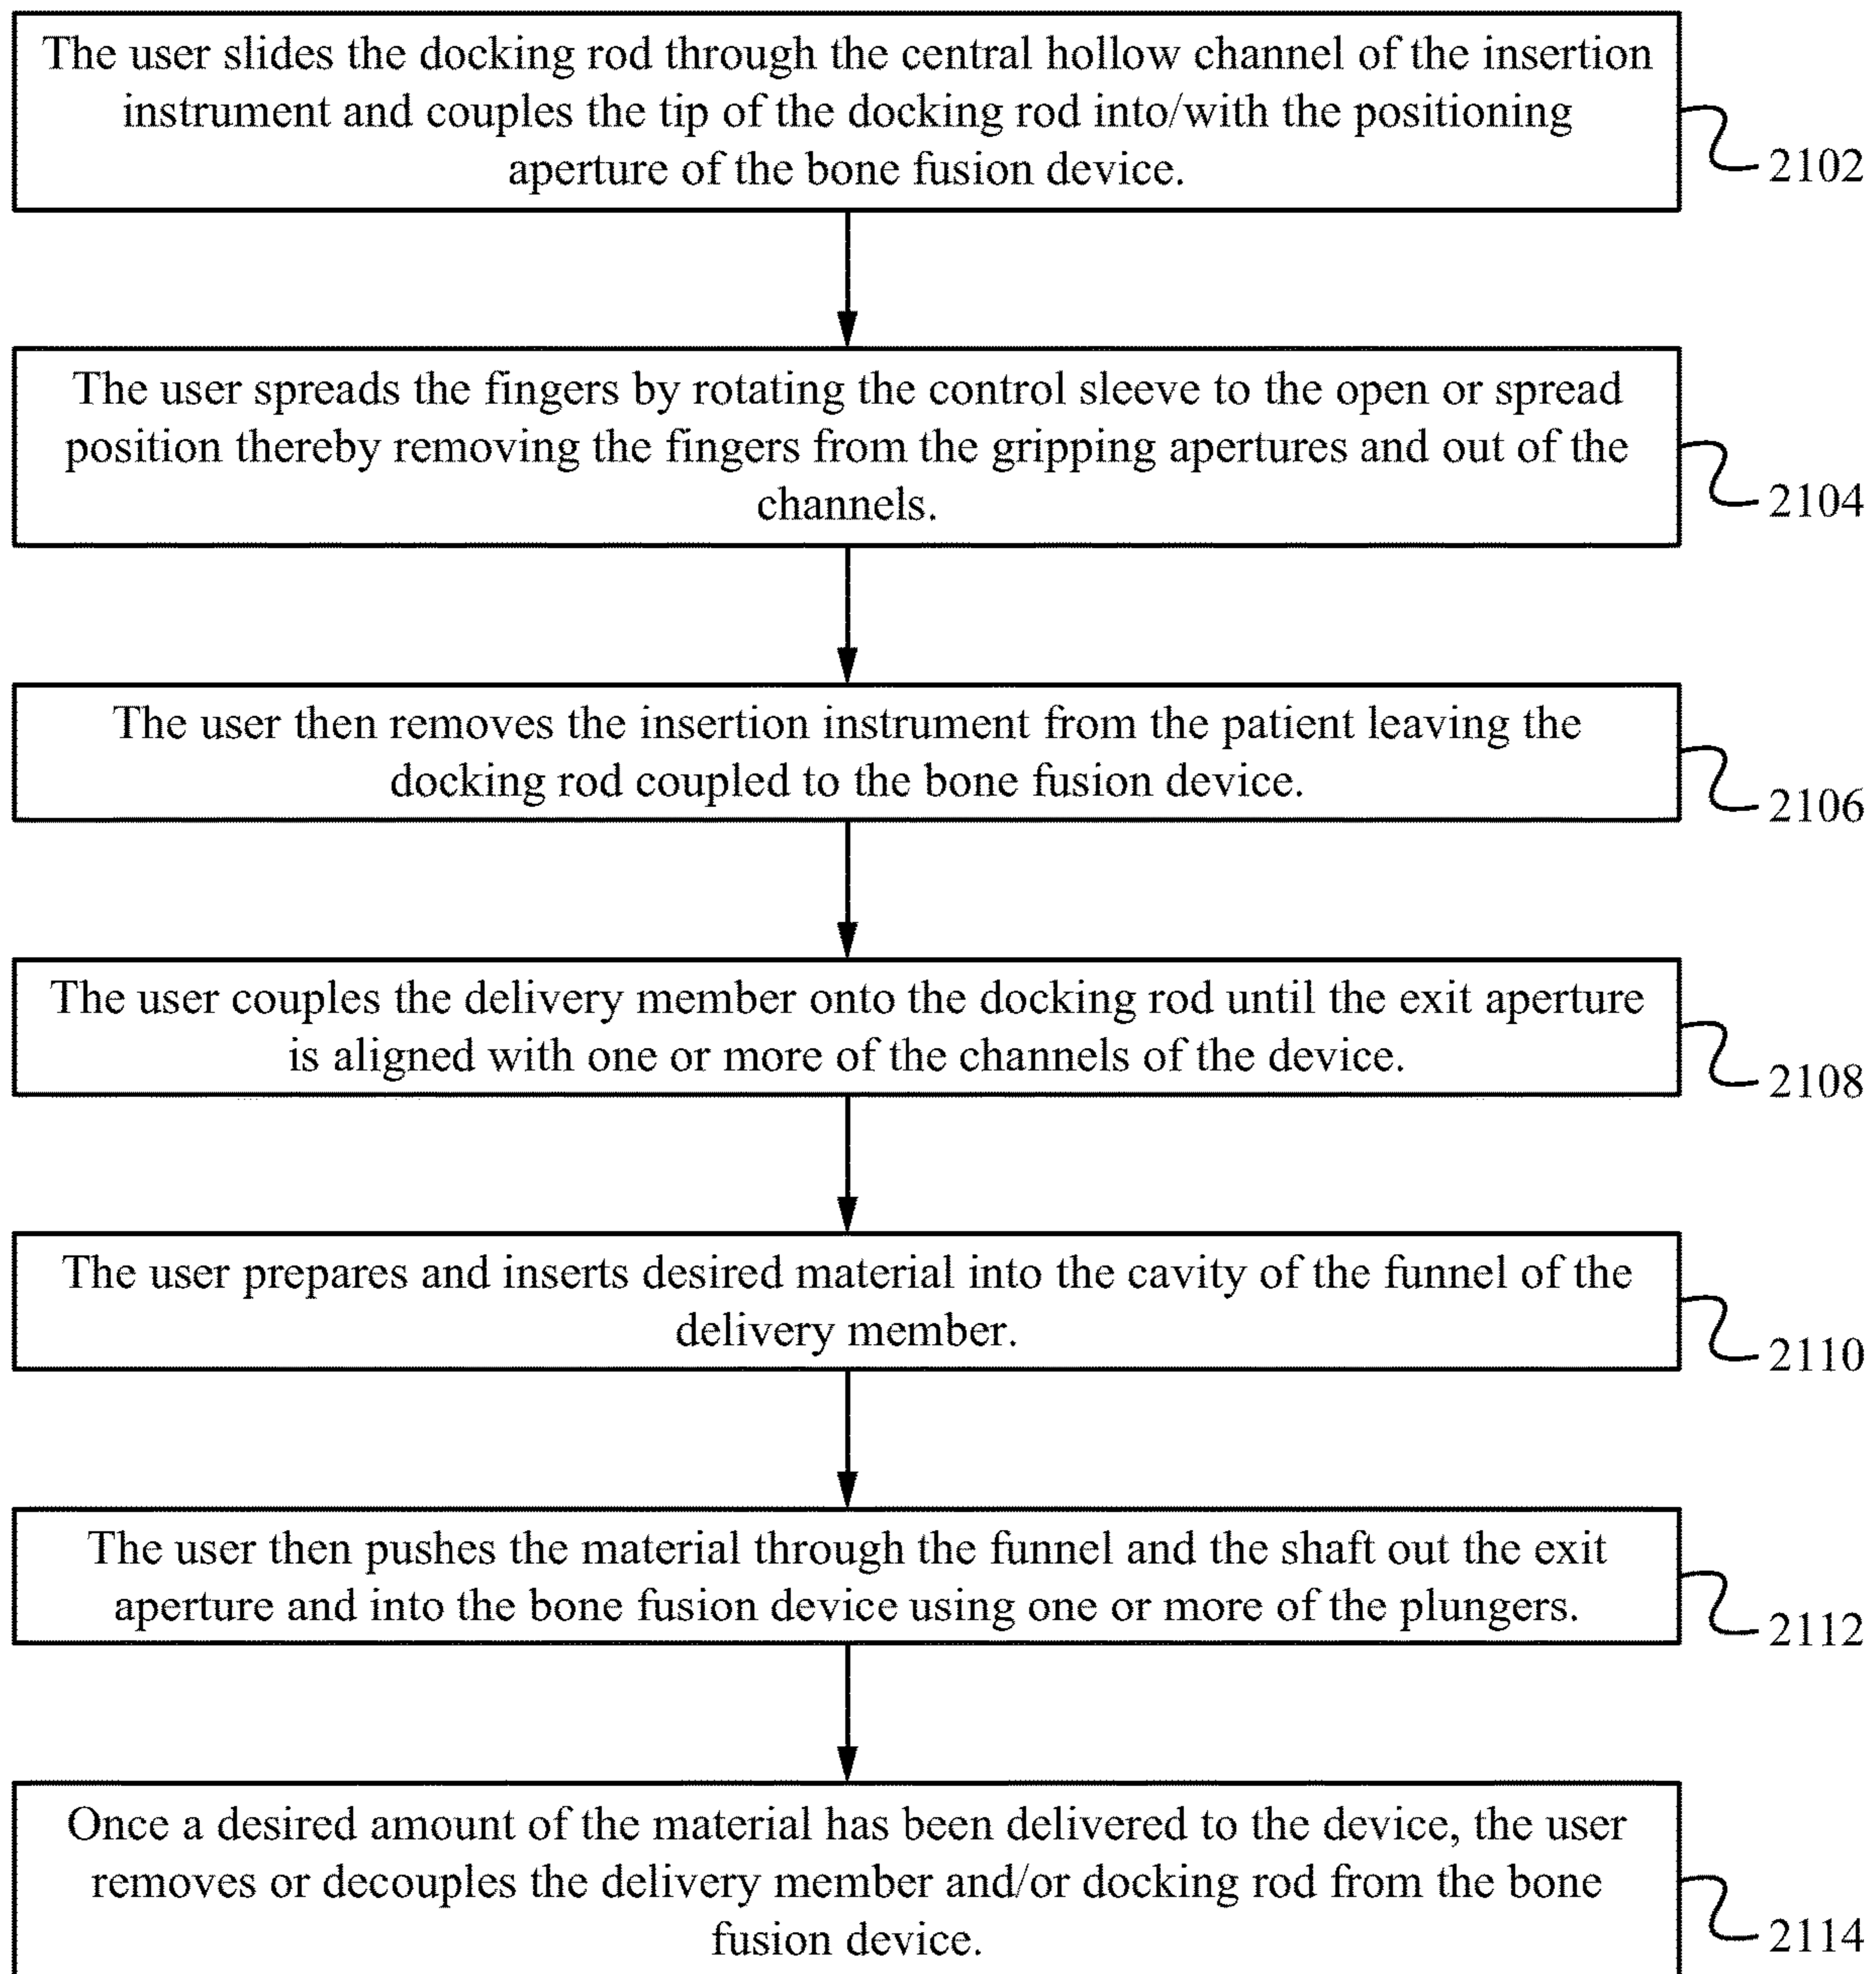 The user slides the docking rod through the central hollow channel of the insertion
instrument and couples the tip of the docking rod into/with the positioning
aperture of the bone fusion device.
2102
The user spreads the fingers by rotating the control sleeve to the open or spread
position thereby removing the fingers from the gripping apertures and out of the
channels.
2104
The user then removes the insertion instrument from the patient leaving the
docking rod coupled to the bone fusion device.
2106
The user couples the delivery member onto the docking rod until the exit aperture
is aligned with one or more of the channels of the device.
2108
The user prepares and inserts desired material into the cavity of the funnel of the
delivery member.
2110
The user then pushes the material through the funnel and the shaft out the exit
aperture and into the bone fusion device using one or more of the plungers.
2112
Once a desired amount of the material has been delivered to the device, the user
removes or decouples the delivery member and/or docking rod from the bone
fusion device.
2114